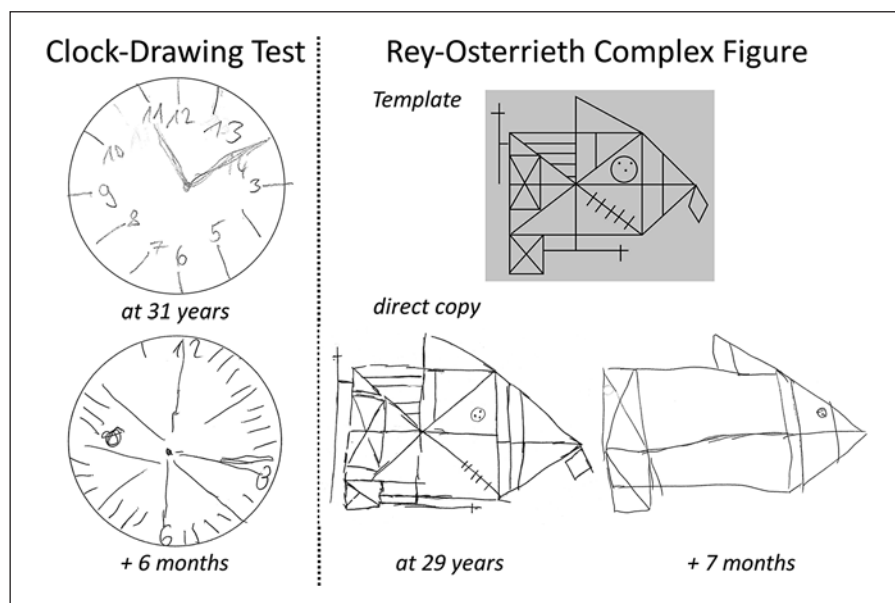 Clock-Drawing Test
11 12
13
10
14
9 3
8
7 6 5
at 31 years
12
3
6
+ 6 months
Rey-Osterrieth Complex Figure
Template
direct copy
at 29 years
+ 7 months